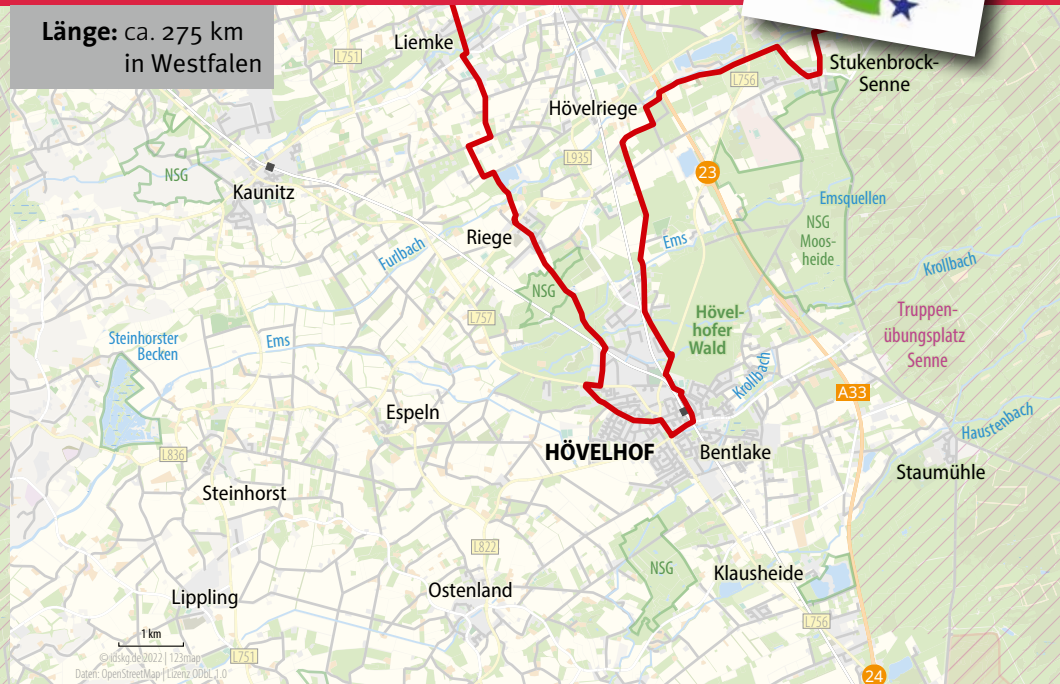 Länge: ca. 275 km
in Westfalen
Liemke
L751
L756
Stukenbrock-
Senne
Hövelriege
L935
23
NSG
Kaunitz
Emsquellen
NSG
Moos-
heide
Riege
Ems
Furlbach
Krollbach
NSG
Hövel-
hofer
Wald
Truppen-
übungsplatz
Senne
L757
Steinhorster
Becken
Ems
Krollbach
A33
Espeln
Haustenbach
HÖVELHOF
Bentlake
L836
Staumühle
Steinhorst
L822
NSG
Klausheide
Ostenland
Lippling
L756
1 km
L751
© idskg.de 2022 | 123map
Daten: OpenStreetMap | Lizenz ODbL 1.0
24